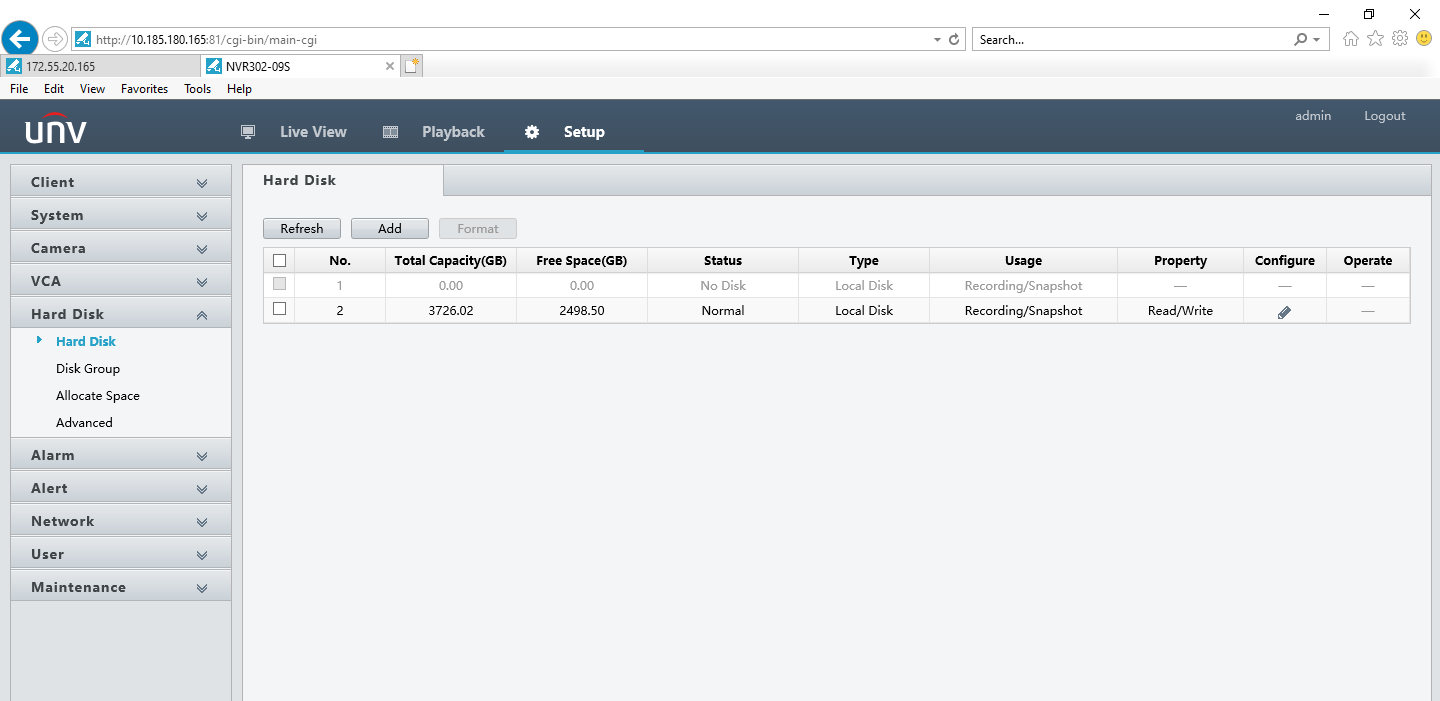 http://10.185.180.165:81/cgi-bin/main-cgi Search...
172.55.20.165 NVR302-09S
File Edit View Favorites Tools Help
unv Live View Playback Setup admin Logout
Client
System
Camera
VCA
Hard Disk
Hard Disk
Disk Group
Allocate Space
Advanced
Alarm
Alert
Network
User
Maintenance
Hard Disk
Refresh Add Format
No. Total Capacity(GB) Free Space(GB) Status Type Usage Property Configure Operate
1 0.00 0.00 No Disk Local Disk Recording/Snapshot — — —
2 3726.02 2498.50 Normal Local Disk Recording/Snapshot Read/Write —